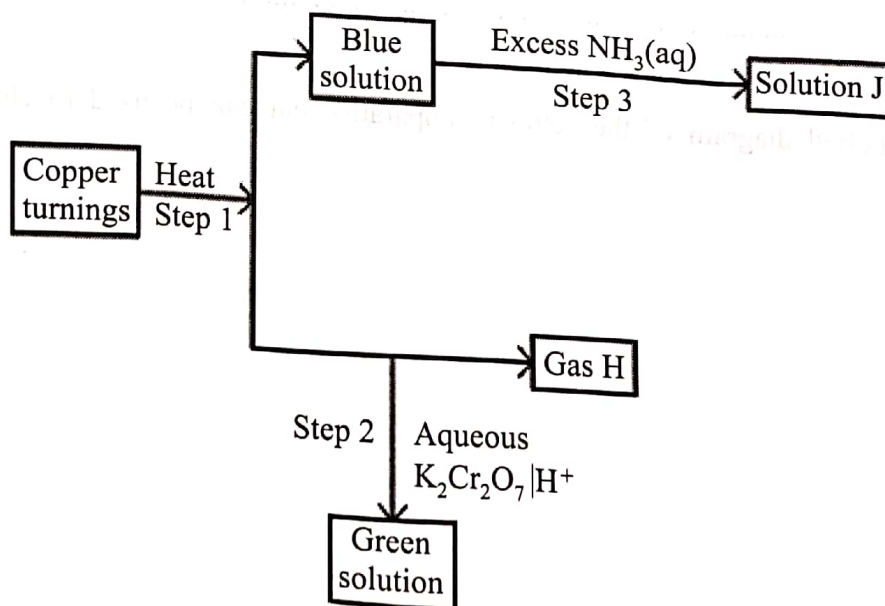 Blue
solution
Excess NH₃(aq)
Step 3
Solution J
Copper
turnings
Heat
Step 1
Gas H
Step 2
Aqueous
K₂Cr₂O₇|H⁺
Green
solution